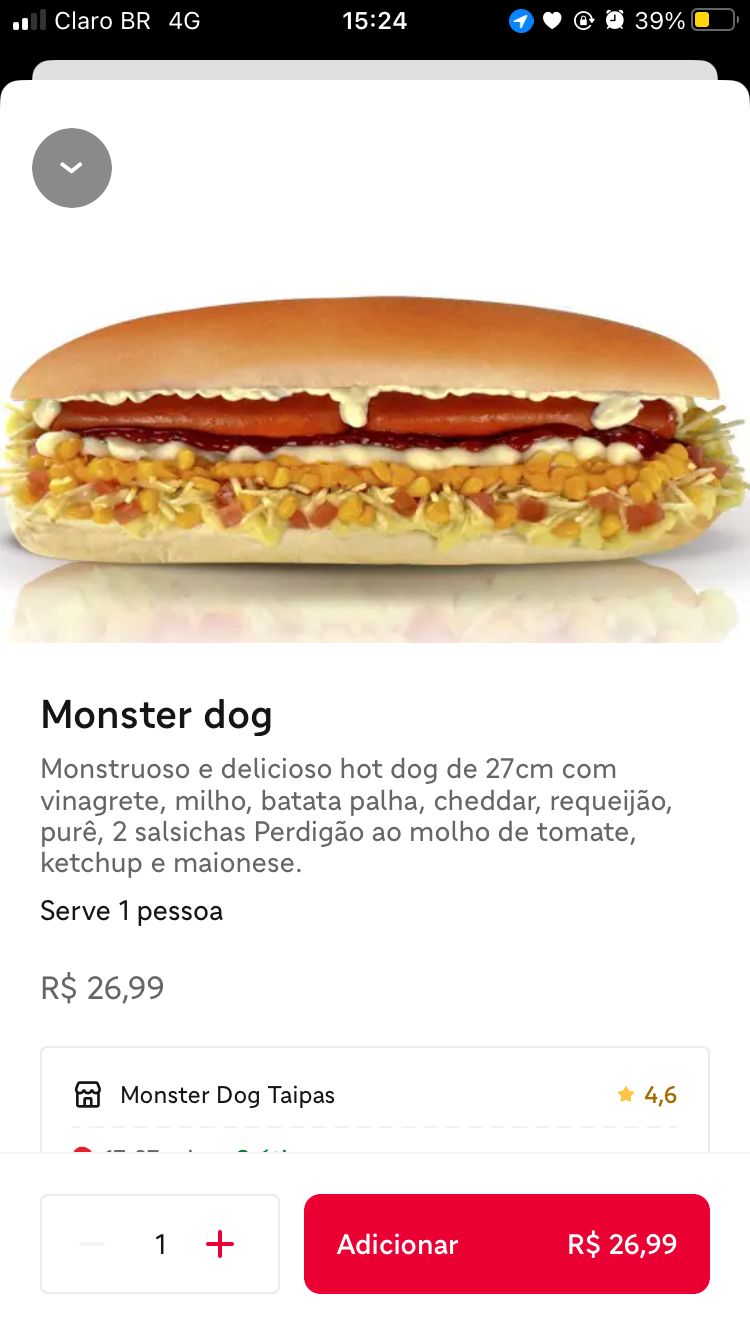 Claro BR 4G 15:24 39%
Monster dog
Monstruoso e delicioso hot dog de 27cm com
vinagrete, milho, batata palha, cheddar, requeijão,
purê, 2 salsichas Perdigão ao molho de tomate,
ketchup e maionese.
Serve 1 pessoa
R$ 26,99
Monster Dog Taipas 4,6
1
Adicionar R$ 26,99